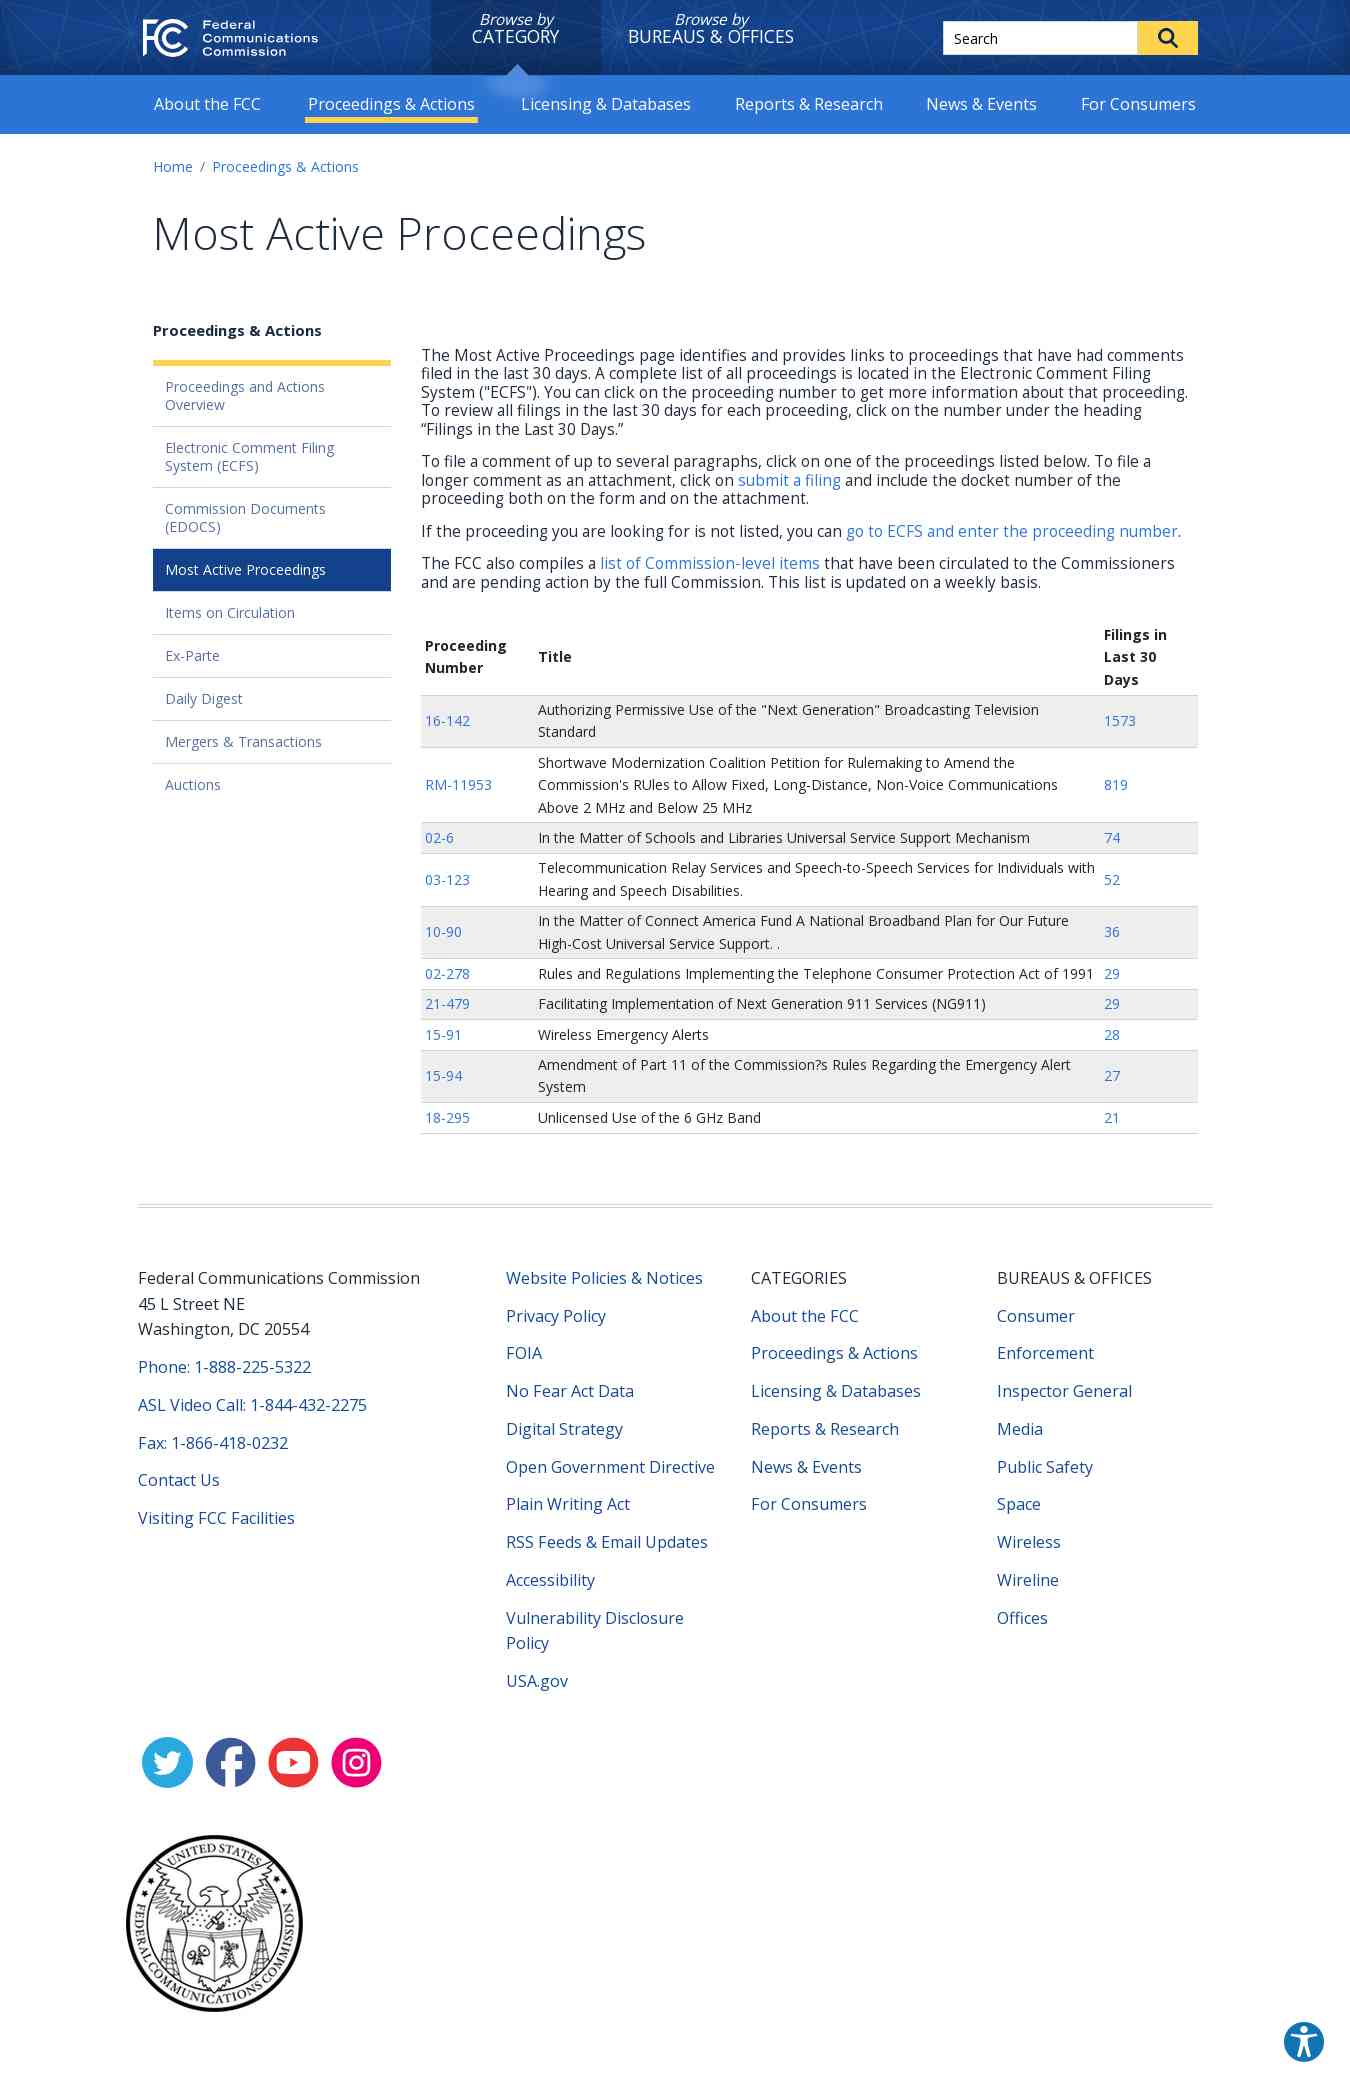 FCC Federal
Communications
Commission
Browse by
CATEGORY
Browse by
BUREAUS & OFFICES
Search
About the FCC
Proceedings & Actions
Licensing & Databases
Reports & Research
News & Events
For Consumers
Home / Proceedings & Actions
Most Active Proceedings
Proceedings & Actions
Proceedings and Actions
Overview
Electronic Comment Filing
System (ECFS)
Commission Documents
(EDOCS)
Most Active Proceedings
Items on Circulation
Ex-Parte
Daily Digest
Mergers & Transactions
Auctions
The Most Active Proceedings page identifies and provides links to proceedings that have had comments
filed in the last 30 days. A complete list of all proceedings is located in the Electronic Comment Filing
System ("ECFS"). You can click on the proceeding number to get more information about that proceeding.
To review all filings in the last 30 days for each proceeding, click on the number under the heading
“Filings in the Last 30 Days.”
To file a comment of up to several paragraphs, click on one of the proceedings listed below. To file a
longer comment as an attachment, click on submit a filing and include the docket number of the
proceeding both on the form and on the attachment.
If the proceeding you are looking for is not listed, you can go to ECFS and enter the proceeding number.
The FCC also compiles a list of Commission-level items that have been circulated to the Commissioners
and are pending action by the full Commission. This list is updated on a weekly basis.
Proceeding
Number
Title
Filings in
Last 30
Days
16-142
Authorizing Permissive Use of the "Next Generation" Broadcasting Television
Standard
1573
RM-11953
Shortwave Modernization Coalition Petition for Rulemaking to Amend the
Commission's RUles to Allow Fixed, Long-Distance, Non-Voice Communications
Above 2 MHz and Below 25 MHz
819
02-6
In the Matter of Schools and Libraries Universal Service Support Mechanism
74
03-123
Telecommunication Relay Services and Speech-to-Speech Services for Individuals with
Hearing and Speech Disabilities.
52
10-90
In the Matter of Connect America Fund A National Broadband Plan for Our Future
High-Cost Universal Service Support. .
36
02-278
Rules and Regulations Implementing the Telephone Consumer Protection Act of 1991
29
21-479
Facilitating Implementation of Next Generation 911 Services (NG911)
29
15-91
Wireless Emergency Alerts
28
15-94
Amendment of Part 11 of the Commission?s Rules Regarding the Emergency Alert
System
27
18-295
Unlicensed Use of the 6 GHz Band
21
Federal Communications Commission
45 L Street NE
Washington, DC 20554
Phone: 1-888-225-5322
ASL Video Call: 1-844-432-2275
Fax: 1-866-418-0232
Contact Us
Visiting FCC Facilities
Website Policies & Notices
Privacy Policy
FOIA
No Fear Act Data
Digital Strategy
Open Government Directive
Plain Writing Act
RSS Feeds & Email Updates
Accessibility
Vulnerability Disclosure
Policy
USA.gov
CATEGORIES
About the FCC
Proceedings & Actions
Licensing & Databases
Reports & Research
News & Events
For Consumers
BUREAUS & OFFICES
Consumer
Enforcement
Inspector General
Media
Public Safety
Space
Wireless
Wireline
Offices
UNITED STATES
FEDERAL COMMUNICATIONS COMMISSION